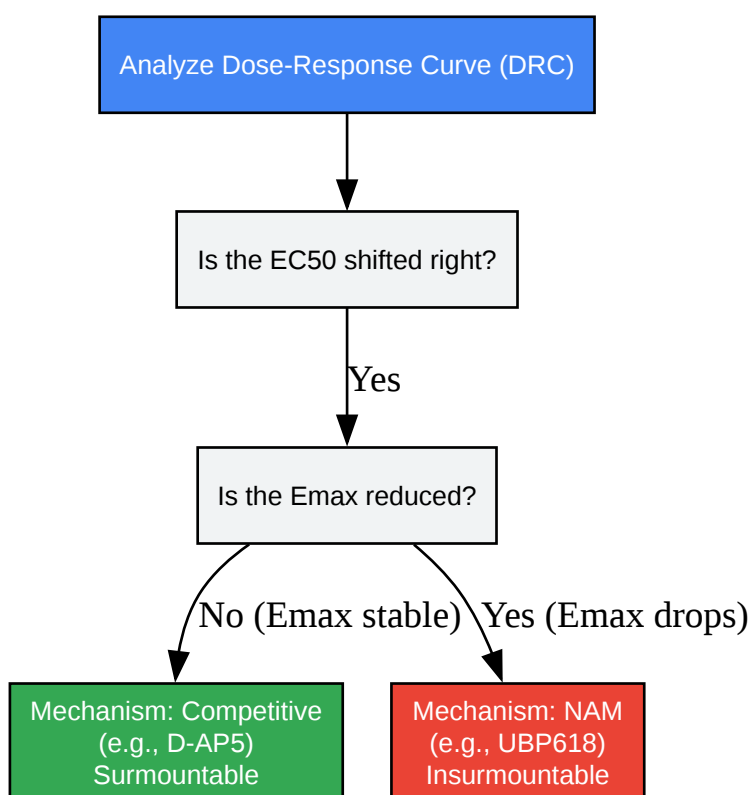 Analyze Dose-Response Curve (DRC)
Is the EC50 shifted right?
Yes
Is the Emax reduced?
No (Emax stable)
Yes (Emax drops)
Mechanism: Competitive
(e.g., D-AP5)
Surmountable
Mechanism: NAM
(e.g., UBP618)
Insurmountable